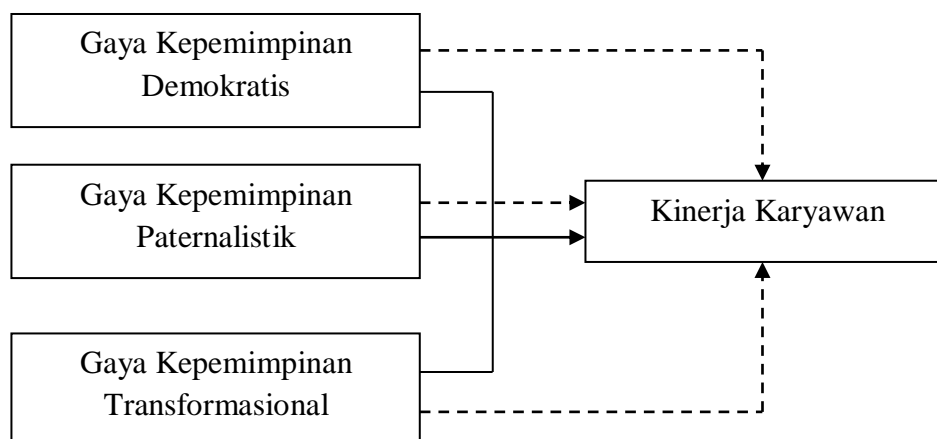 Gaya Kepemimpinan
Demokratis
Gaya Kepemimpinan
Paternalistik
Kinerja Karyawan
Gaya Kepemimpinan
Transformasional